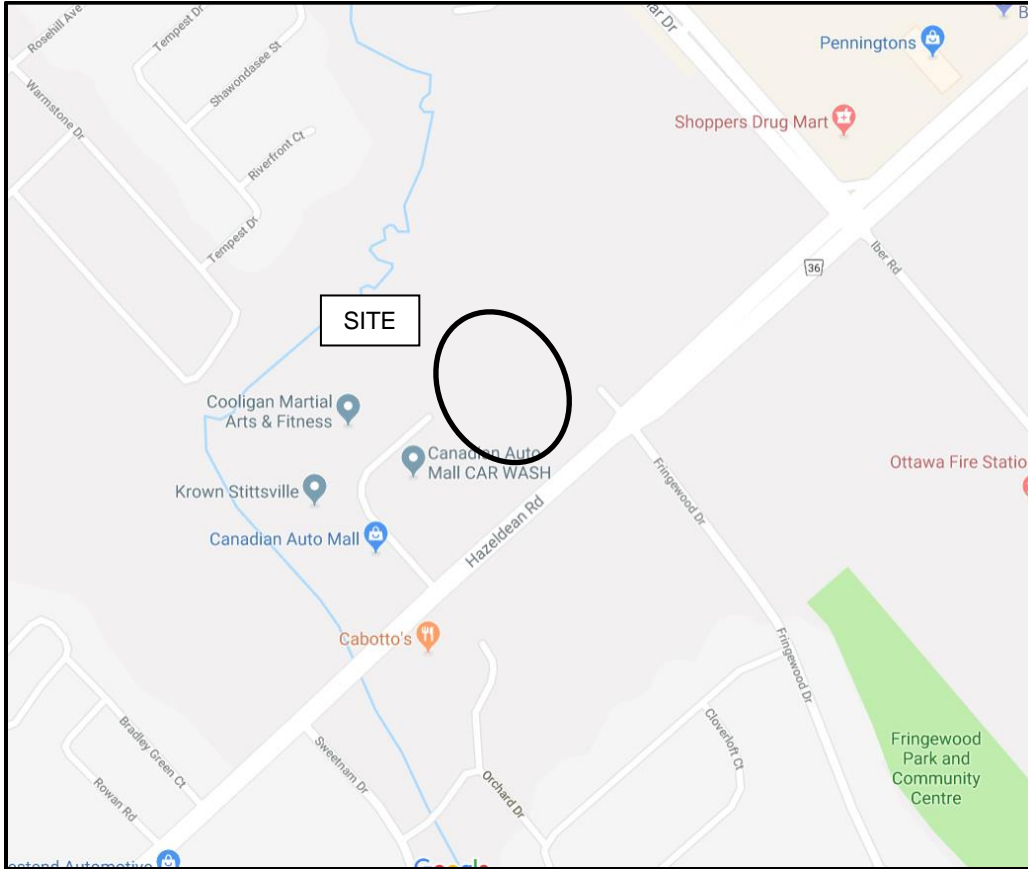 Rosehill Ave
Tempest Dr
Shawondasee St
Warmstone Dr
Riverfront Ct
Tempest Dr
Pennington's
Shoppers Drug Mart
Iber Rd
36
SITE
Cooligan Martial
Arts & Fitness
Canadian Auto
Mall CAR WASH
Krown Stittsville
Canadian Auto Mall
Hazeldean Rd
Fringewood Dr
Ottawa Fire Statio
Cabotto's
Fringewood Dr
Sweetnam Dr
Orchard Dr
Cloverloft Ct
Bradley Green Ct
Rowan Rd
Fringewood
Park and
Community
Centre
Automotive
Google